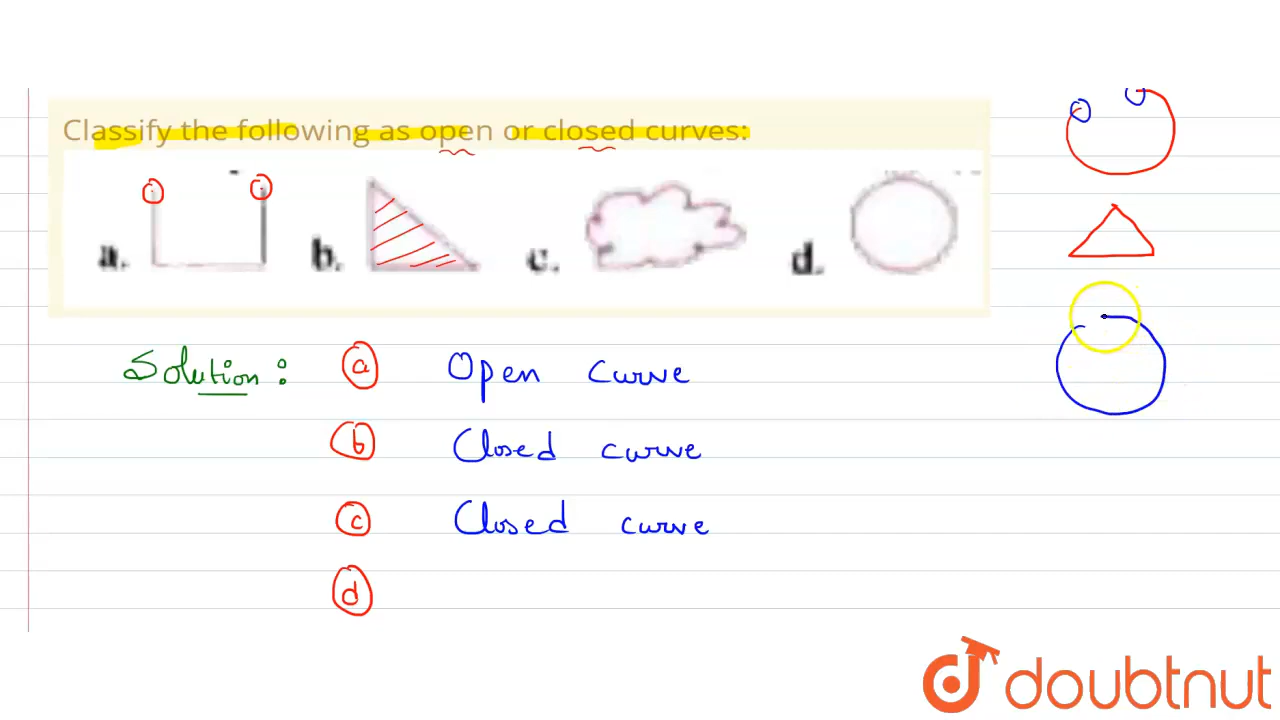 Classify the following as open or closed curves:
a. b. c. d.
Solution : a Open curve
b Closed curve
c Closed curve
d
doubtnut